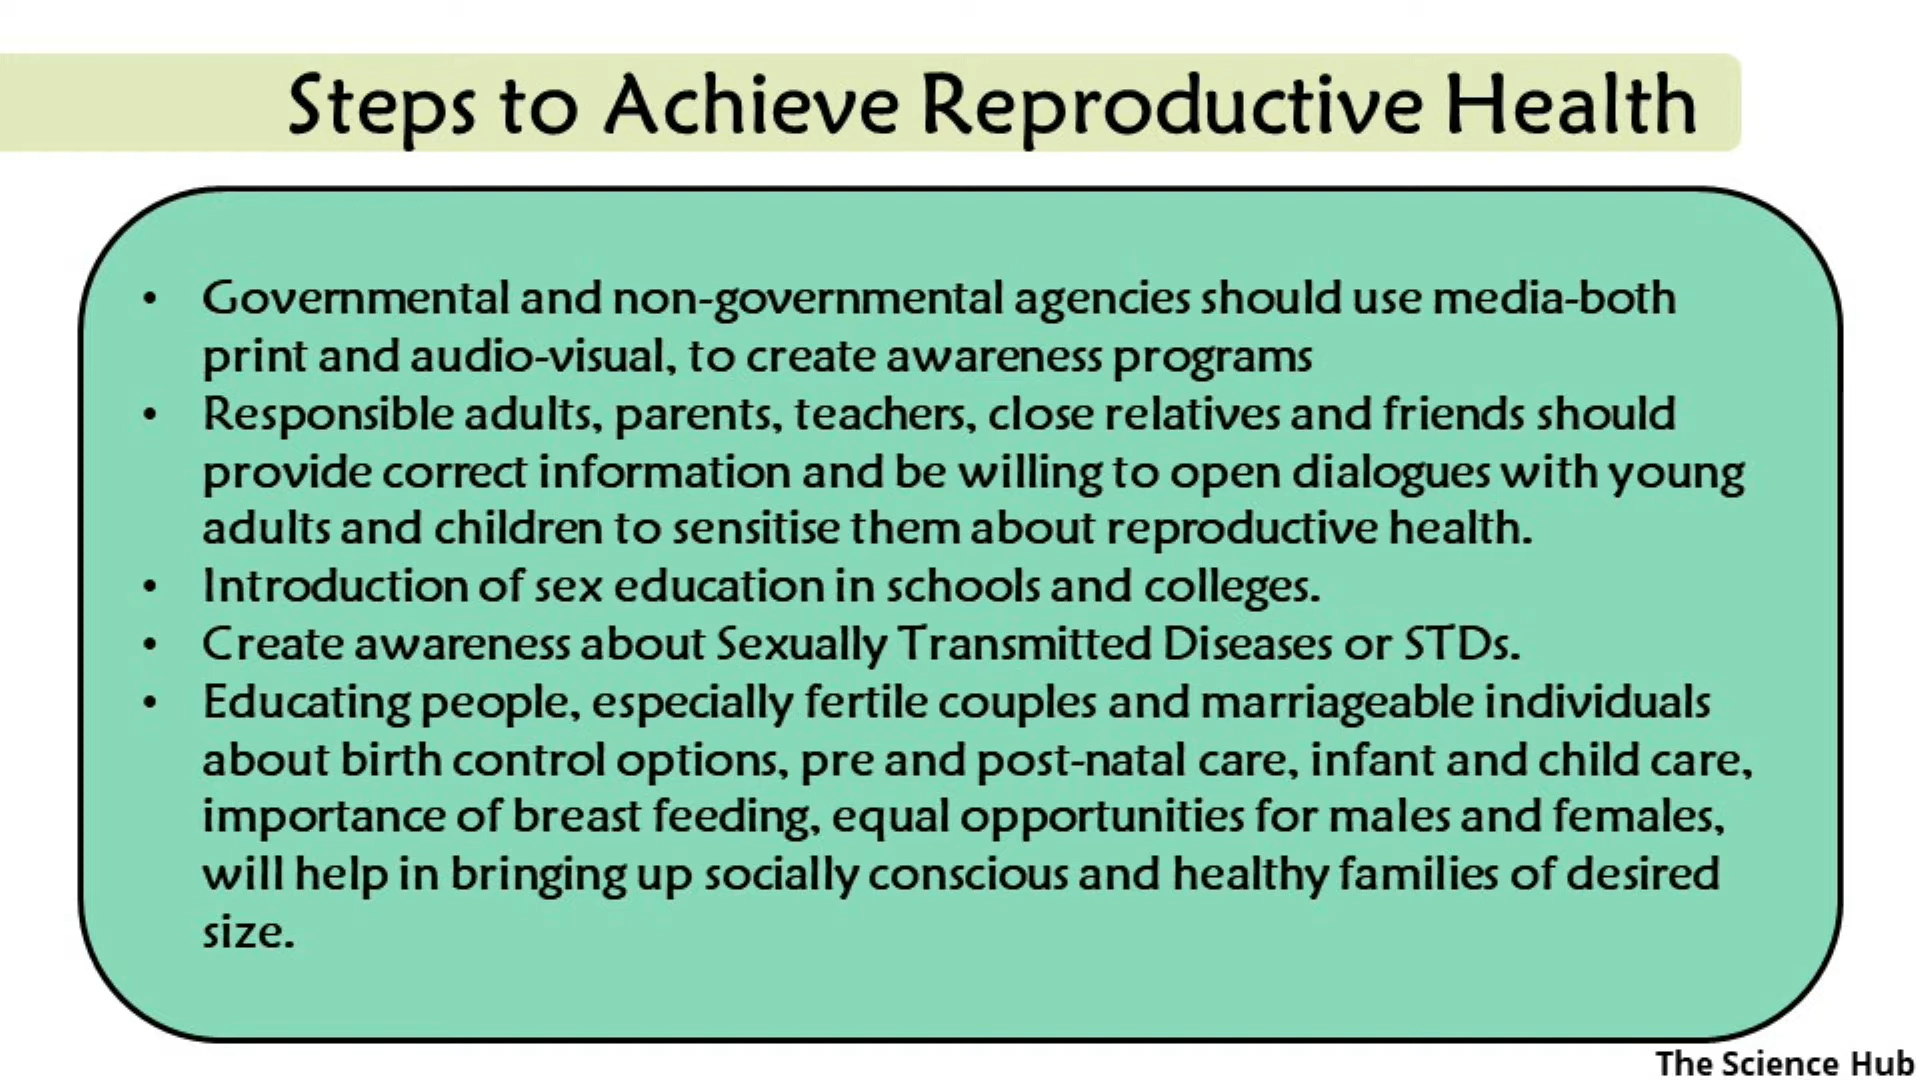 Steps to Achieve Reproductive Health
• Governmental and non-governmental agencies should use media-both
print and audio-visual, to create awareness programs
• Responsible adults, parents, teachers, close relatives and friends should
provide correct information and be willing to open dialogues with young
adults and children to sensitise them about reproductive health.
• Introduction of sex education in schools and colleges.
• Create awareness about Sexually Transmitted Diseases or STDs.
• Educating people, especially fertile couples and marriageable individuals
about birth control options, pre and post-natal care, infant and child care,
importance of breast feeding, equal opportunities for males and females,
will help in bringing up socially conscious and healthy families of desired
size.
The Science Hub